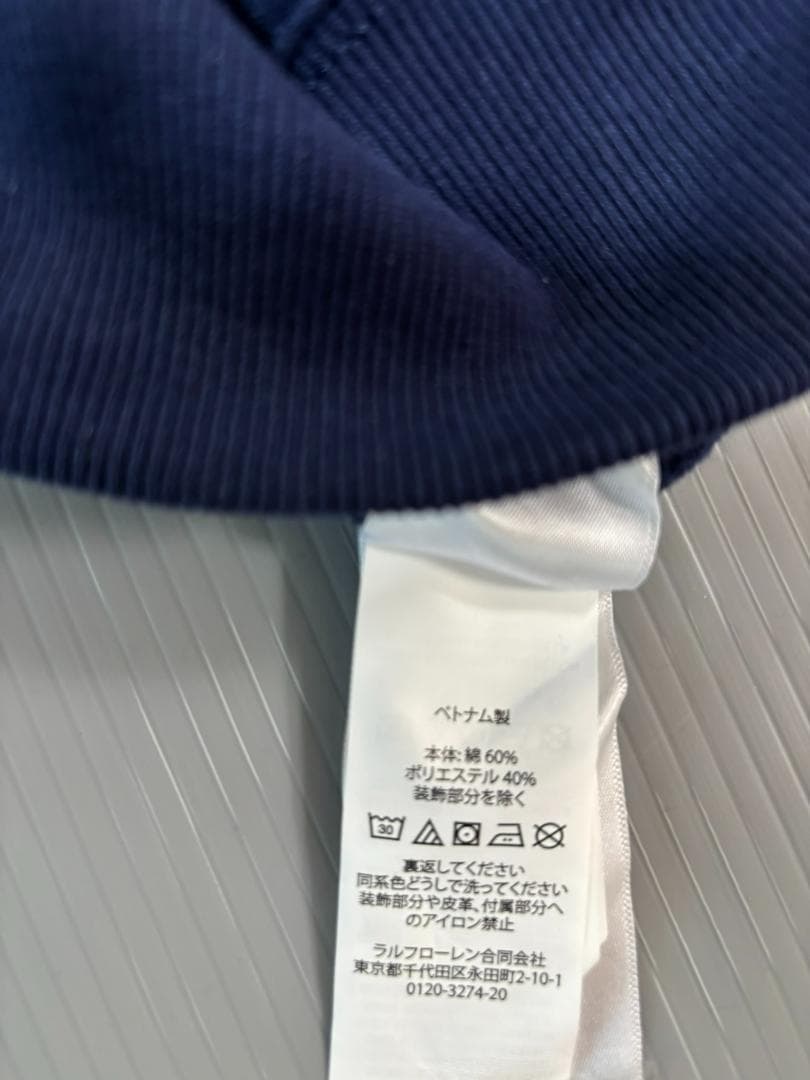 ベトナム製
本体: 綿 60%
ポリエステル 40%
装飾部分を除く
30
裏返してください
同系色どうしで洗ってください
装飾部分や皮革、付属部分へ
のアイロン禁止
ラルフローレン合同会社
東京都千代田区永田町2-10-1
0120-3274-20